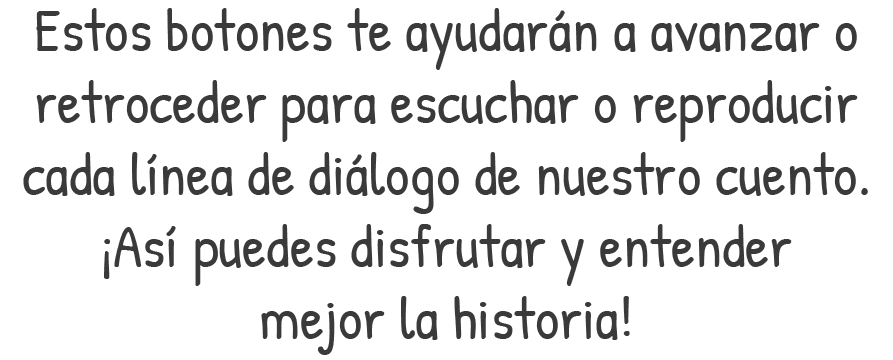 Estos botones te ayudarán a avanzar o
retroceder para escuchar o reproducir
cada línea de diálogo de nuestro cuento.
¡Así puedes disfrutar y entender
mejor la historia!